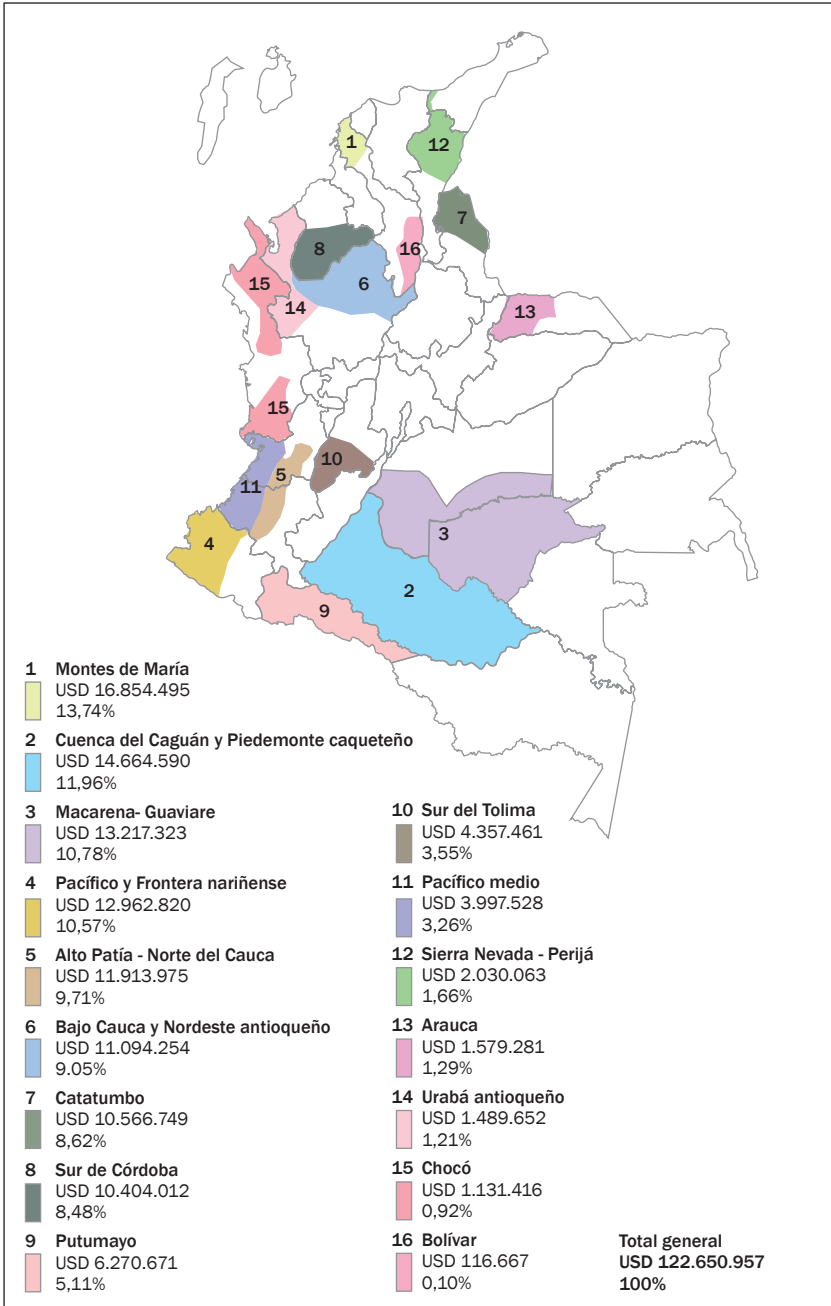 1
12
7
8
16
6
15
14
13
15
10
5
11
3
4
2
9
1 Montes de María
USD 16.854.495
13,74%
2 Cuenca del Caguán y Piedemonte caqueteño
USD 14.664.590
11,96%
3 Macarena- Guaviare
USD 13.217.323
10,78%
4 Pacífico y Frontera nariñense
USD 12.962.820
10,57%
5 Alto Patía - Norte del Cauca
USD 11.913.975
9,71%
6 Bajo Cauca y Nordeste antioqueño
USD 11.094.254
9.05%
7 Catatumbo
USD 10.566.749
8,62%
8 Sur de Córdoba
USD 10.404.012
8,48%
9 Putumayo
USD 6.270.671
5,11%
10 Sur del Tolima
USD 4.357.461
3,55%
11 Pacífico medio
USD 3.997.528
3,26%
12 Sierra Nevada - Perijá
USD 2.030.063
1,66%
13 Arauca
USD 1.579.281
1,29%
14 Urabá antioqueño
USD 1.489.652
1,21%
15 Chocó
USD 1.131.416
0,92%
16 Bolívar
USD 116.667
0,10%
Total general
USD 122.650.957
100%